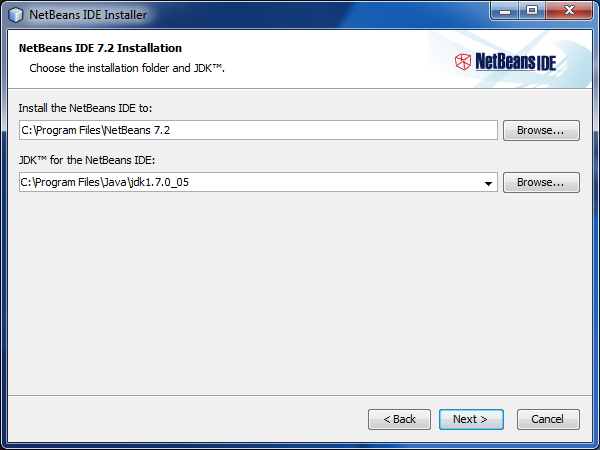 NetBeans IDE Installer
NetBeans IDE 7.2 Installation
Choose the installation folder and JDK™.
NetBeans IDE
Install the NetBeans IDE to:
C:\Program Files\NetBeans 7.2 Browse...
JDK™ for the NetBeans IDE:
C:\Program Files\Java\jdk1.7.0_05 Browse...
< Back Next > Cancel